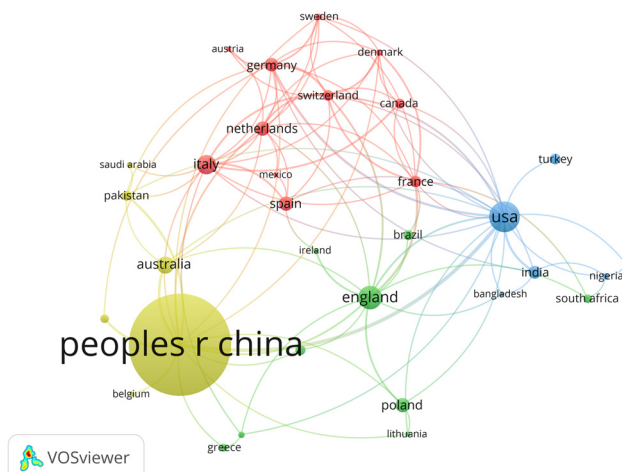 sweden
austria
denmark
germany
switzerland
canada
netherlands
turkey
saudi arabia
italy
mexico
france
pakistan
spain
usa
brazil
ireland
australia
india
nigeria
bangladesh
england
south africa
peoples r china
belgium
poland
lithuania
greece
VOSviewer